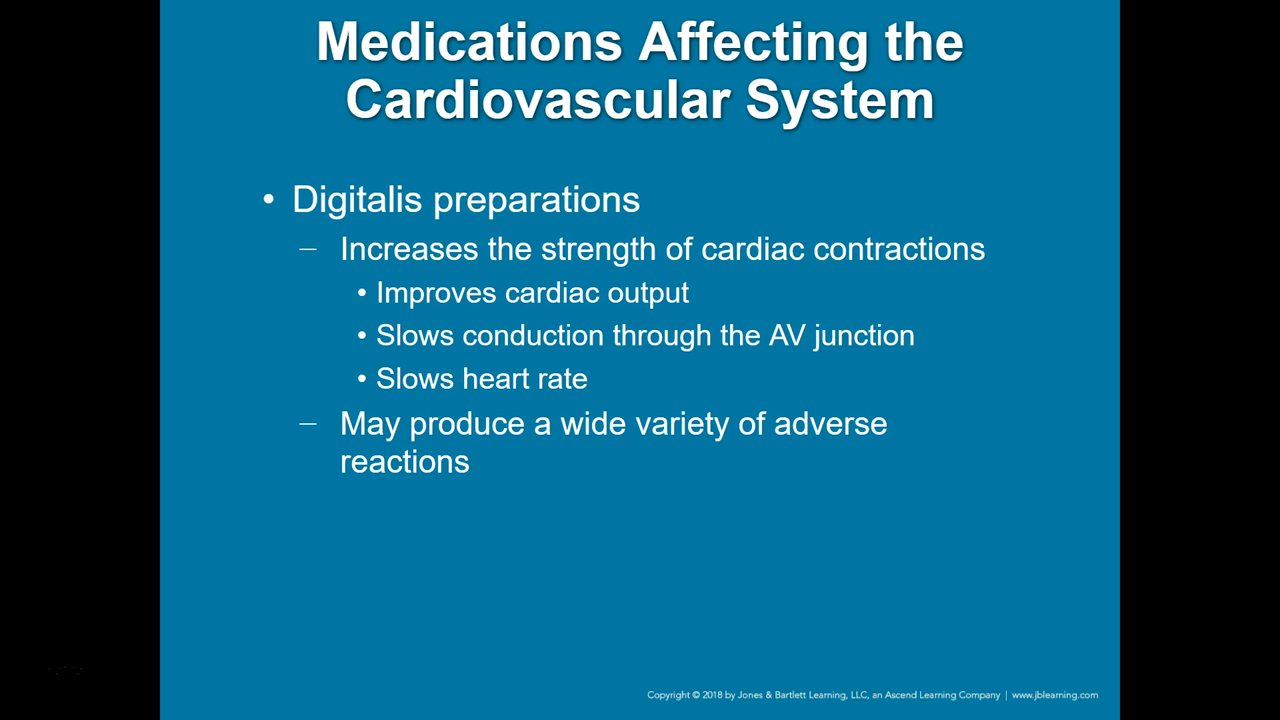 Medications Affecting the
Cardiovascular System
• Digitalis preparations
– Increases the strength of cardiac contractions
• Improves cardiac output
• Slows conduction through the AV junction
• Slows heart rate
– May produce a wide variety of adverse
reactions
Copyright © 2018 by Jones & Bartlett Learning, LLC, an Ascend Learning Company | www.jblearning.com